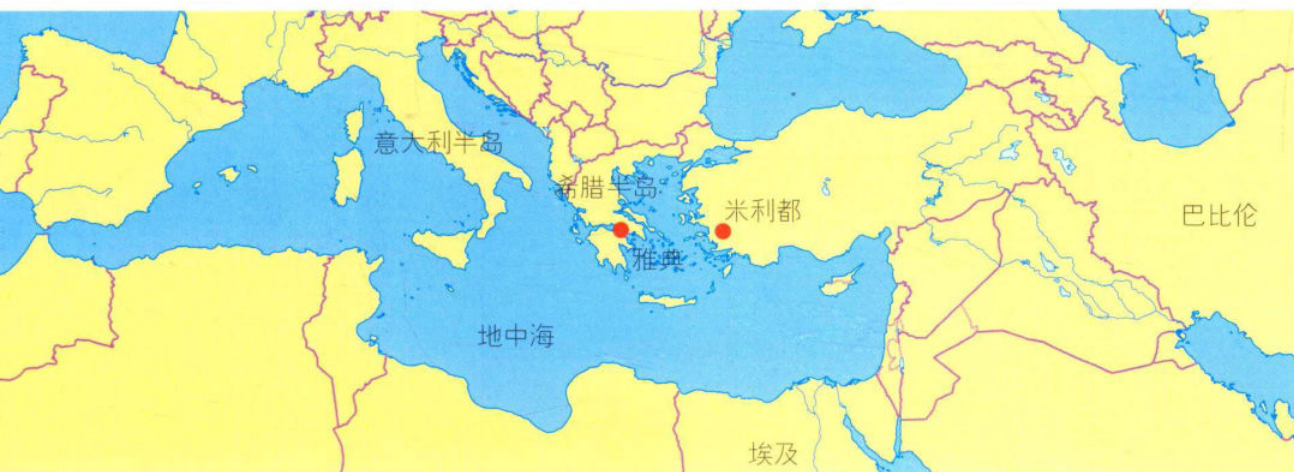 意大利半岛
希腊半岛
米利都
巴比伦
雅典
地中海
埃及